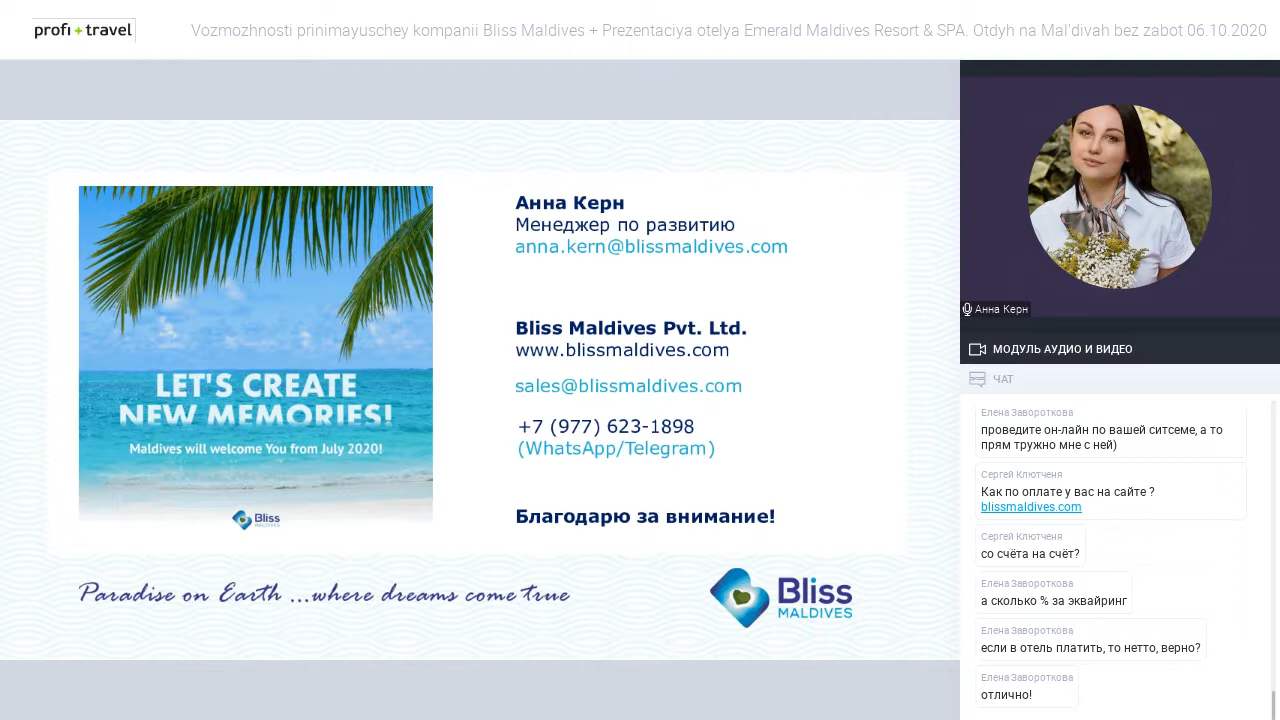 profi + travel
Vozmozhnosti prinimayuschey kompanii Bliss Maldives + Prezentaciya otelya Emerald Maldives Resort & SPA. Otdyh na Mal'divah bez zabot 06.10.2020
LET'S CREATE
NEW MEMORIES!
Maldives will welcome You from July 2020!
Bliss
MALDIVES
Анна Керн
Менеджер по развитию
anna.kern@blissmaldives.com
Bliss Maldives Pvt. Ltd.
www.blissmaldives.com
sales@blissmaldives.com
+7 (977) 623-1898
(WhatsApp/Telegram)
Благодарю за внимание!
Paradise on Earth ...where dreams come true
Bliss
MALDIVES
Анна Керн
МОДУЛЬ АУДИО И ВИДЕО
ЧАТ
Елена Завороткова
проведите он-лайн по вашей ситсеме, а то
прям тружно мне с ней)
Сергей Клютченя
Как по оплате у вас на сайте ?
blissmaldives.com
Сергей Клютченя
со счёта на счёт?
Елена Завороткова
а сколько % за эквайринг
Елена Завороткова
если в отель платить, то нетто, верно?
Елена Завороткова
отлично!